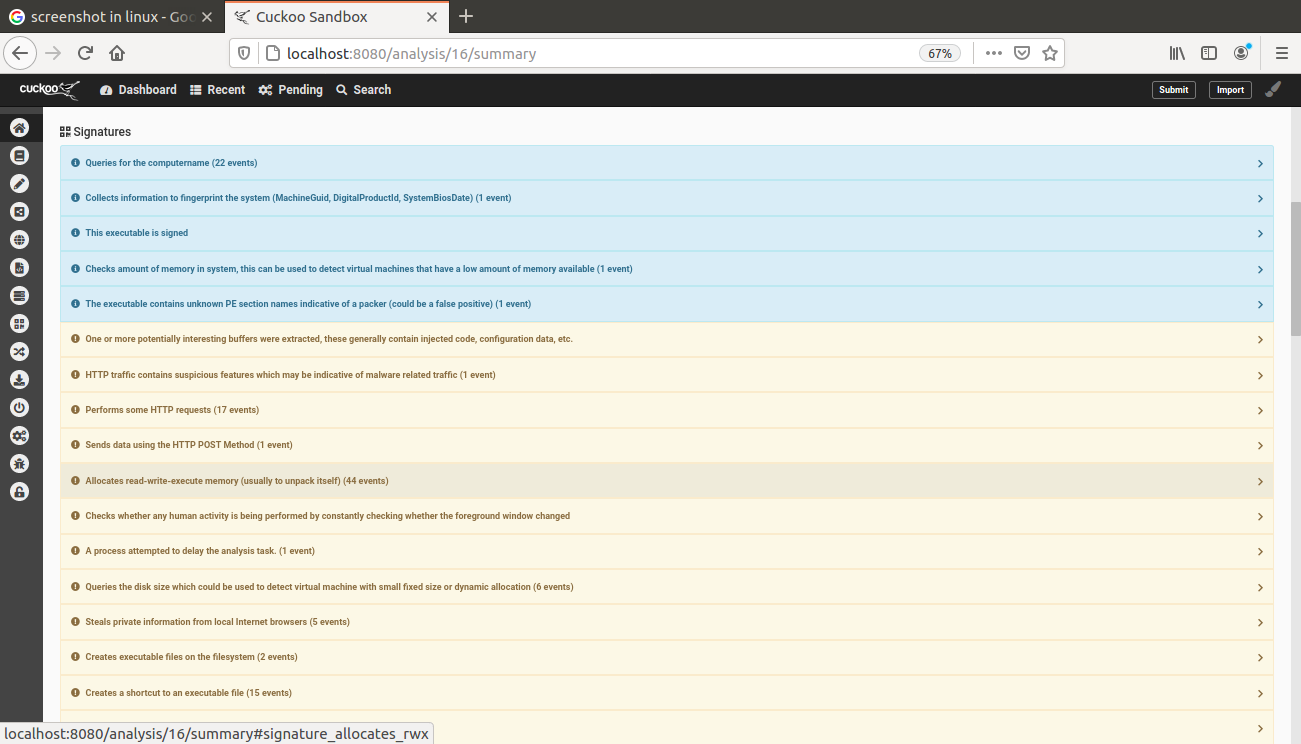 screenshot in linux - Goo
Cuckoo Sandbox
localhost:8080/analysis/16/summary
67%
cuckoo Dashboard Recent Pending Search Submit Import
Signatures
Queries for the computername (22 events)
Collects information to fingerprint the system (MachineGuid, DigitalProductId, SystemBiosDate) (1 event)
This executable is signed
Checks amount of memory in system, this can be used to detect virtual machines that have a low amount of memory available (1 event)
The executable contains unknown PE section names indicative of a packer (could be a false positive) (1 event)
One or more potentially interesting buffers were extracted, these generally contain injected code, configuration data, etc.
HTTP traffic contains suspicious features which may be indicative of malware related traffic (1 event)
Performs some HTTP requests (17 events)
Sends data using the HTTP POST Method (1 event)
Allocates read-write-execute memory (usually to unpack itself) (44 events)
Checks whether any human activity is being performed by constantly checking whether the foreground window changed
A process attempted to delay the analysis task. (1 event)
Queries the disk size which could be used to detect virtual machine with small fixed size or dynamic allocation (6 events)
Steals private information from local Internet browsers (5 events)
Creates executable files on the filesystem (2 events)
Creates a shortcut to an executable file (15 events)
localhost:8080/analysis/16/summary#signature_allocates_rwx